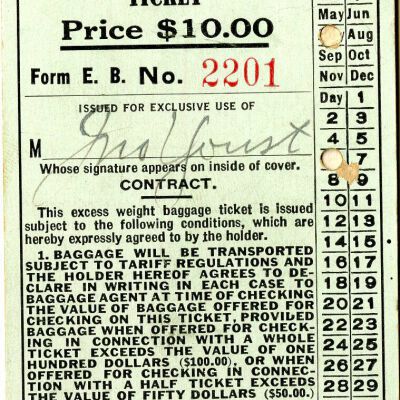 TICKET
Price $10.00
Form E. B. No. 2201
ISSUED FOR EXCLUSIVE USE OF
M Jno Youst
Whose signature appears on inside of cover.
CONTRACT.
This excess weight baggage ticket is issued
subject to the following conditions, which are
hereby expressly agreed to by the holder.
1. BAGGAGE WILL BE TRANSPORTED
SUBJECT TO TARIFF REGULATIONS AND
THE HOLDER HEREOF AGREES TO DE-
CLARE IN WRITING IN EACH CASE TO
BAGGAGE AGENT AT TIME OF CHECKING
THE VALUE OF BAGGAGE OFFERED FOR
CHECKING ON THIS TICKET, PROVIDED
BAGGAGE WHEN OFFERED FOR CHECK-
ING IN CONNECTION WITH A WHOLE
TICKET EXCEEDS THE VALUE OF ONE
HUNDRED DOLLARS ($100.00), OR WHEN
OFFERED FOR CHECKING IN CONNEC-
TION WITH A HALF TICKET EXCEEDS
THE VALUE OF FIFTY DOLLARS ($50.00)
May Jun
Aug
Sep Oct
Nov Dec
Day 1
2 3
4 5
7
8 9
10 11
12 13
14 15
16 17
18 19
20 21
22 23
24 25
26 27
28 29